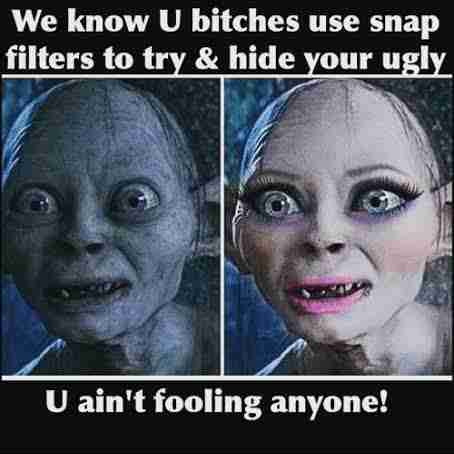 We know U bitches use snap
filters to try & hide your ugly
U ain't fooling anyone!